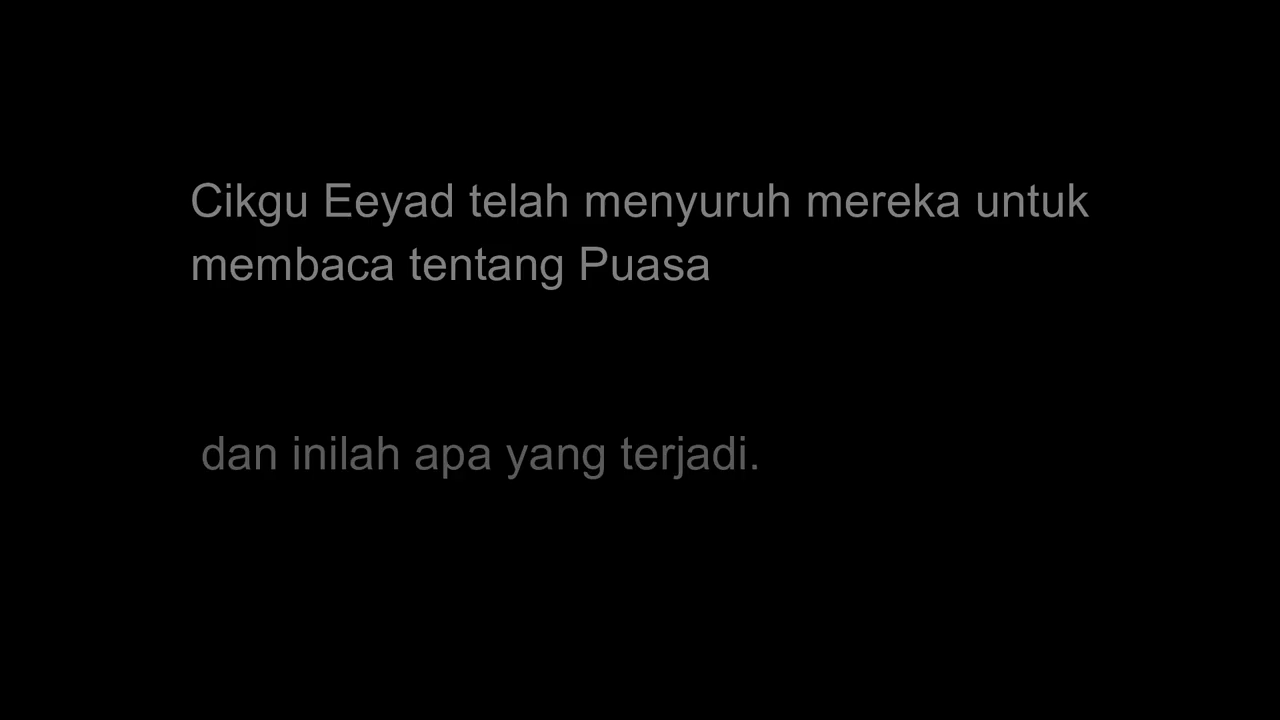 Cikgu Eeyad telah menyuruh mereka untuk
membaca tentang Puasa
dan inilah apa yang terjadi.